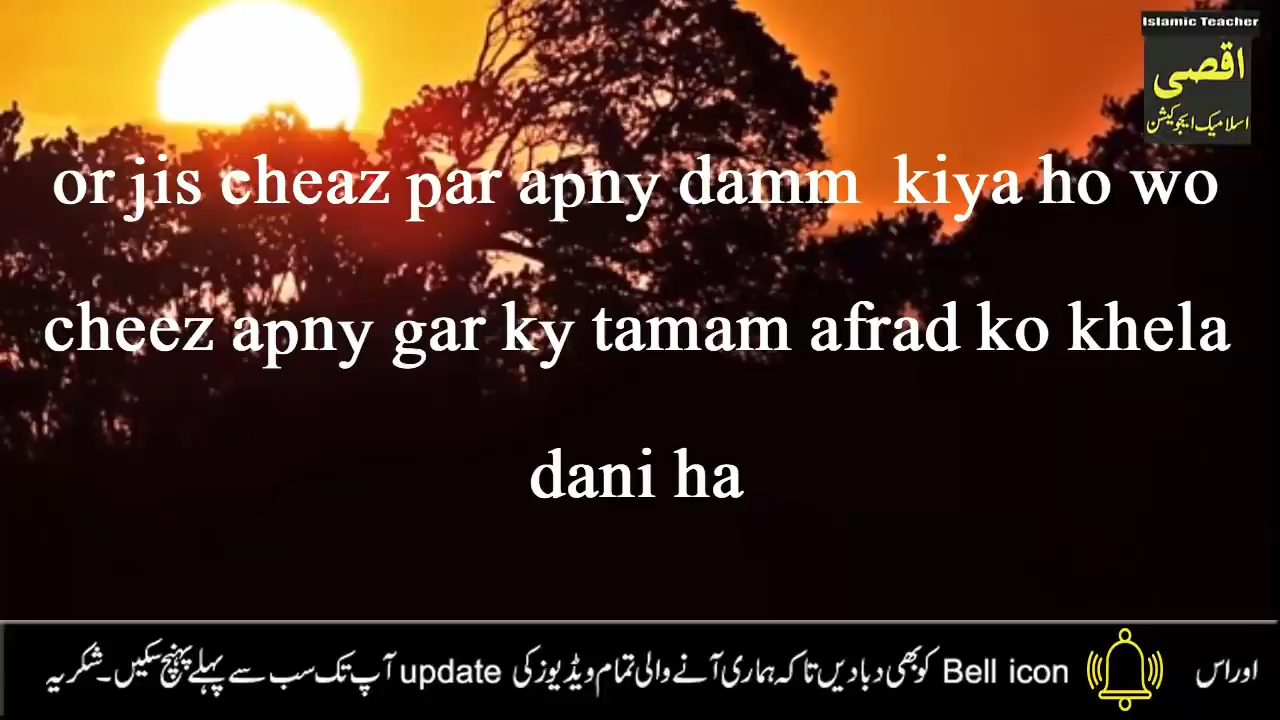 Islamic Teacher
اقصی
اسلامیک ایجوکیشن
or jis cheaz par apny damm kiya ho wo
cheez apny gar ky tamam afrad ko khela
dani ha
اور اس Bell icon کو بھی دبا دیں تا کہ ہماری آنے والی تمام ویڈیوز کی update آپ تک سب سے پہلے پہنچ سکیں۔ شکریہ